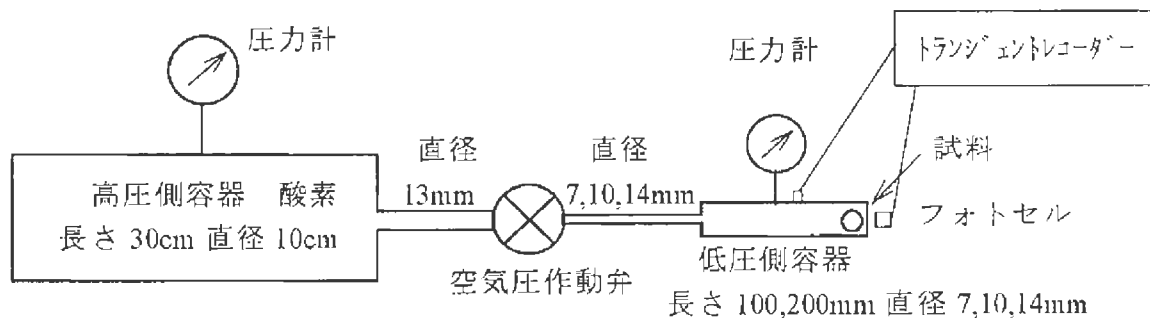 圧力計
圧力計
トランジェントレコーダー
直径
13mm
直径
7,10,14mm
試料
高圧側容器 酸素
長さ 30cm 直径 10cm
フォトセル
空気圧作動弁
低圧側容器
長さ 100,200mm 直径 7,10,14mm